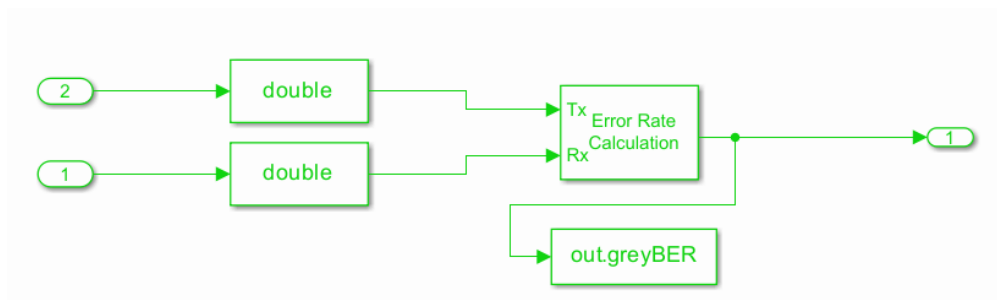 2
double
Tx
Error Rate
Calculation
Rx
1
1
double
out.greyBER